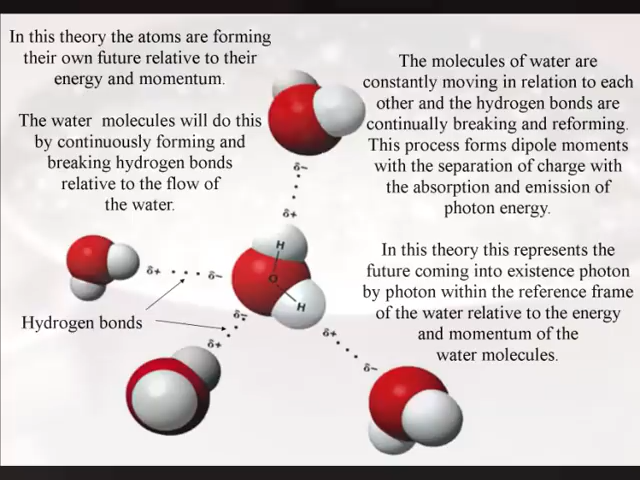 In this theory the atoms are forming
their own future relative to their
energy and momentum.
The water molecules will do this
by continuously forming and
breaking hydrogen bonds
relative to the flow of
the water.
The molecules of water are
constantly moving in relation to each
other and the hydrogen bonds are
continually breaking and reforming.
This process forms dipole moments
with the separation of charge with
the absorption and emission of
photon energy.
In this theory this represents the
future coming into existence photon
by photon within the reference frame
of the water relative to the energy
and momentum of the
water molecules.
δ−
δ+
H
δ+
δ−
O
H
Hydrogen bonds
δ−
δ+
δ+
δ−